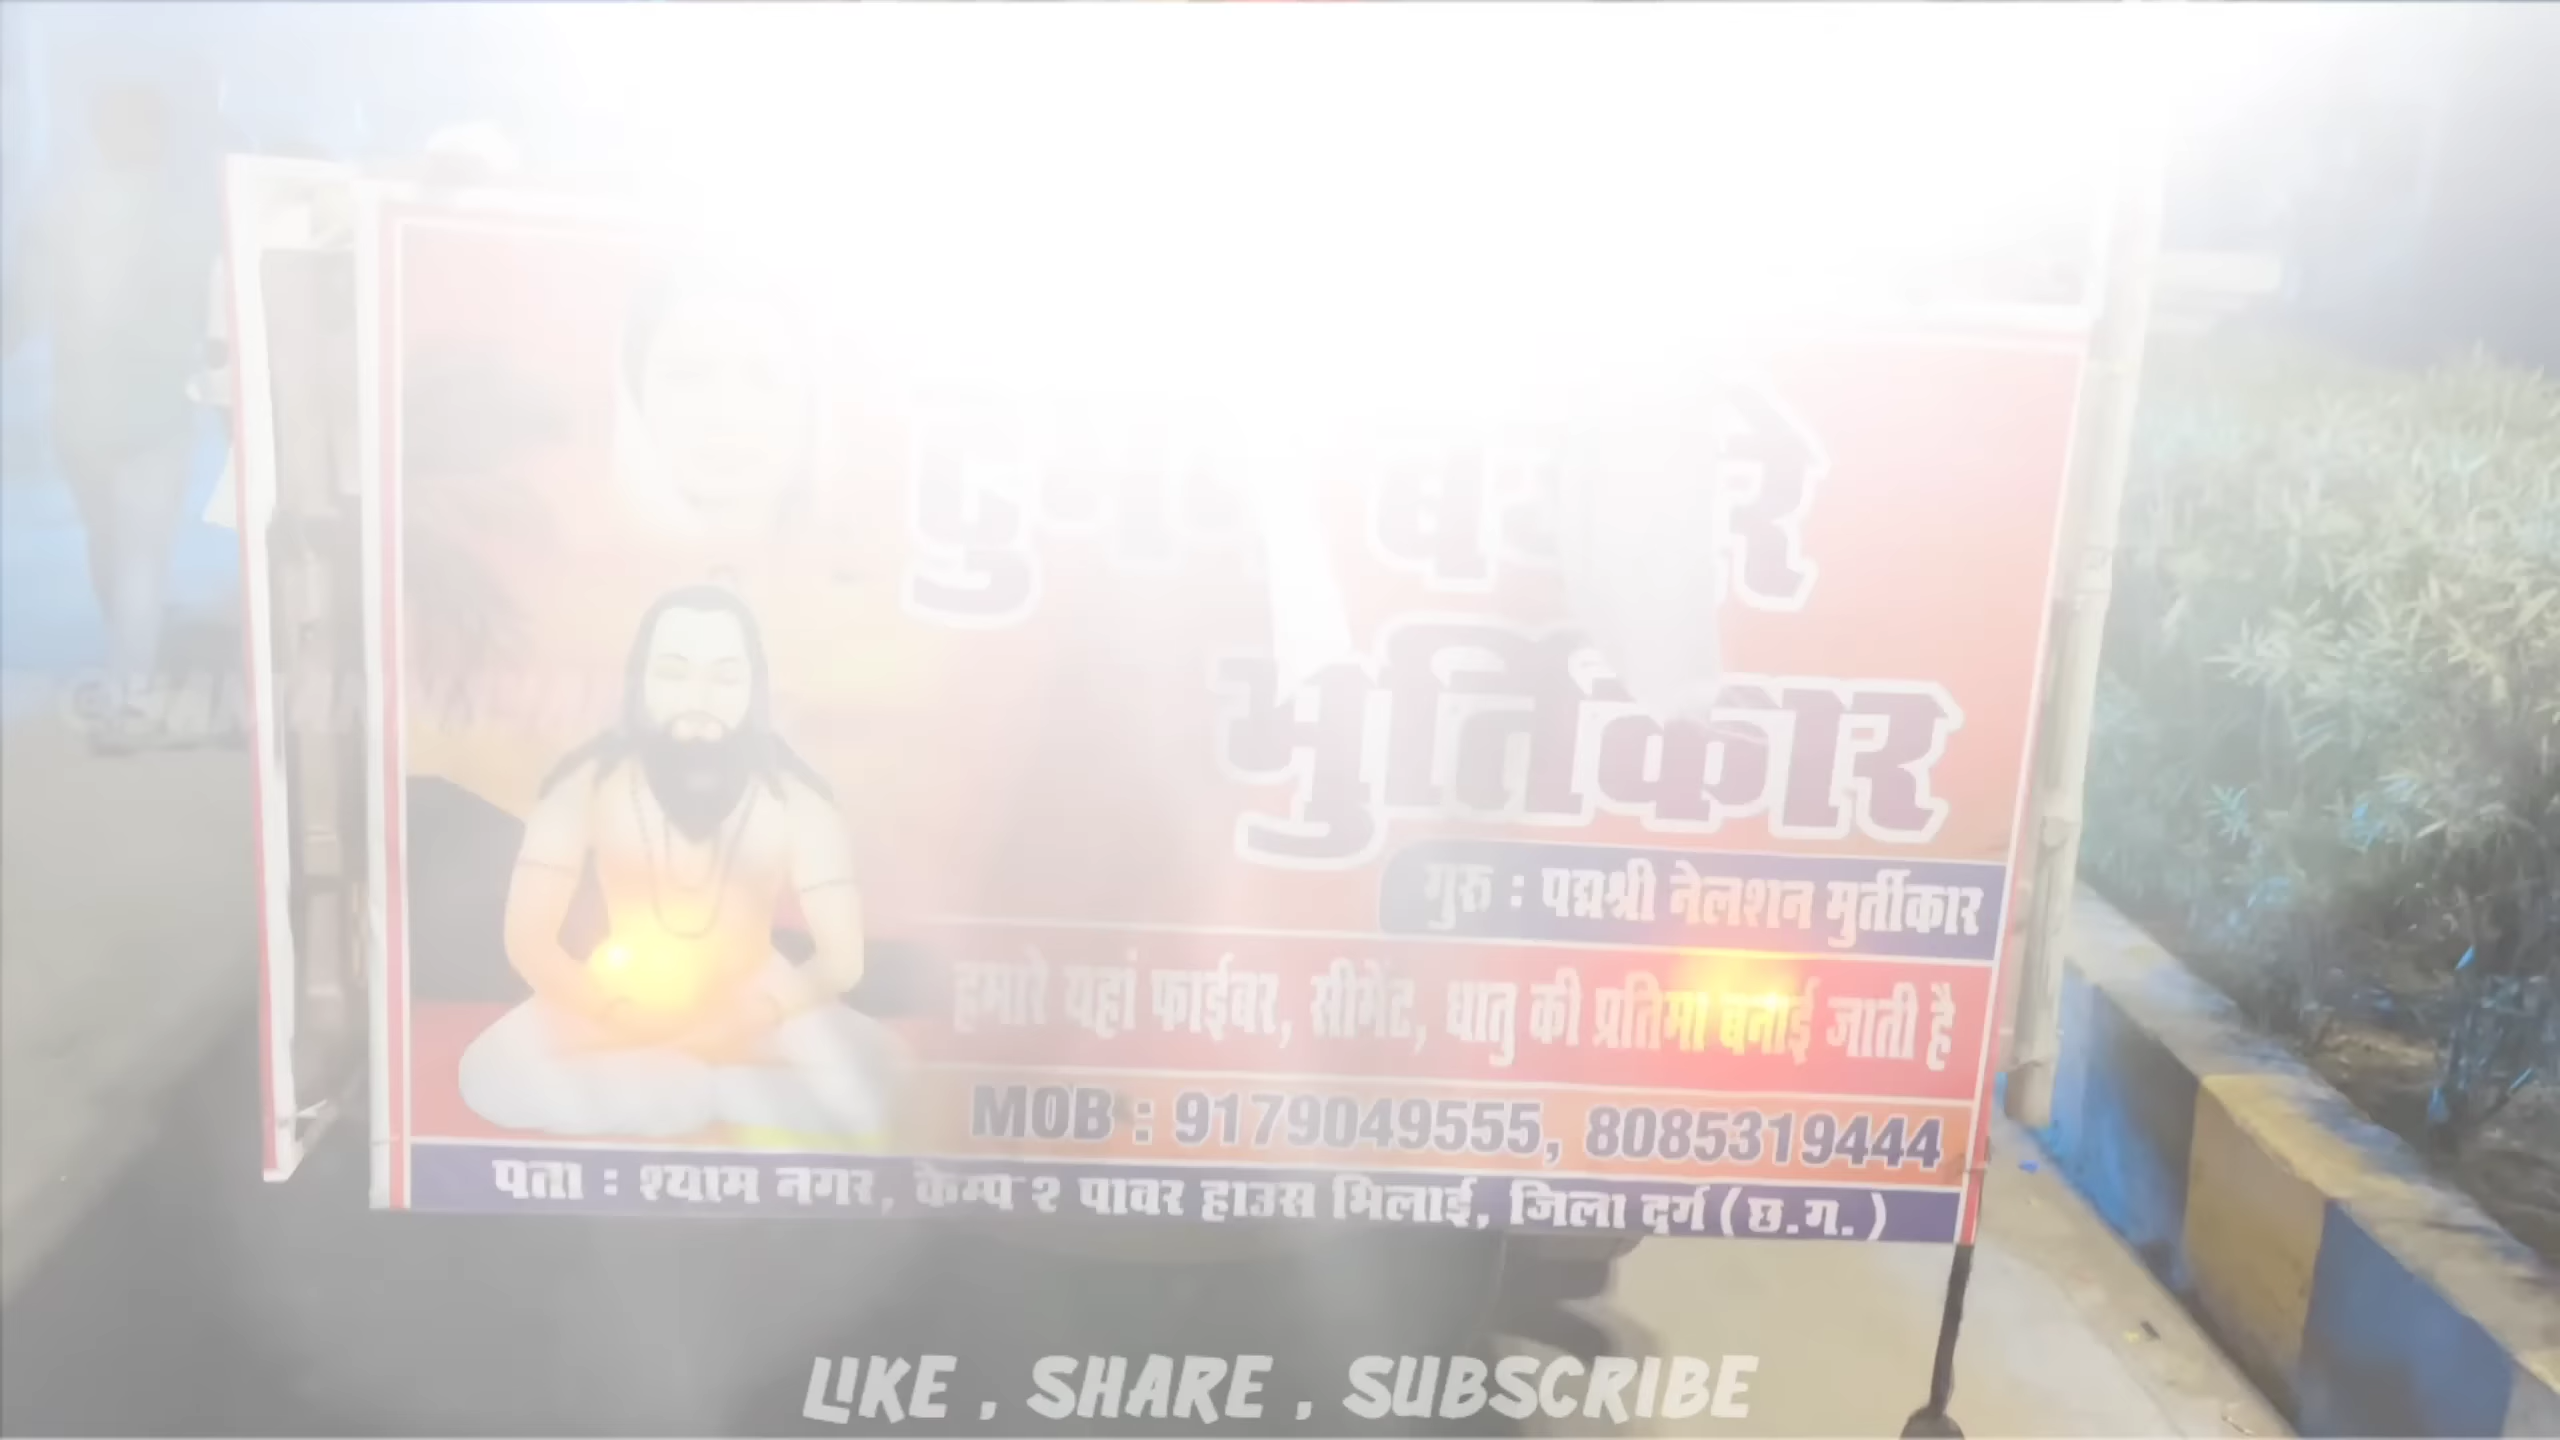 मुर्तिकार
गुरु : पद्मश्री नेलशन मुर्तीकार
हमारे यहां फाईबर, सीमेंट, धातु की प्रतिमा बनाई जाती है
MOB : 9179049555, 8085319444
पता : श्याम नगर, केम्प २ पावर हाउस भिलाई, जिला दुर्ग (छ.ग.)
LIKE . SHARE . SUBSCRIBE